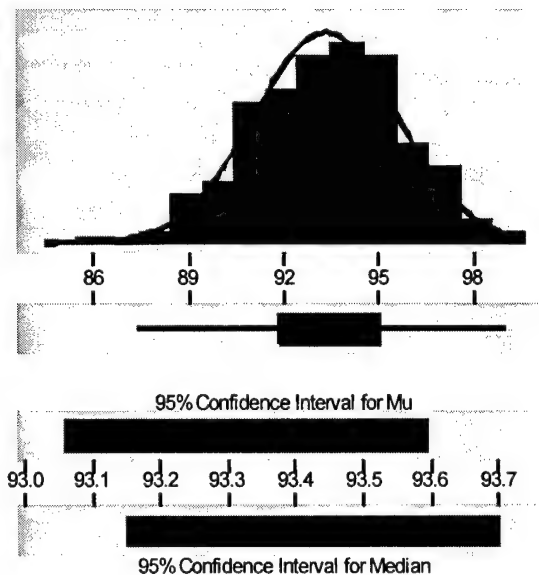 86 89 92 95 98
95% Confidence Interval for Mu
93.0 93.1 93.2 93.3 93.4 93.5 93.6 93.7
95% Confidence Interval for Median